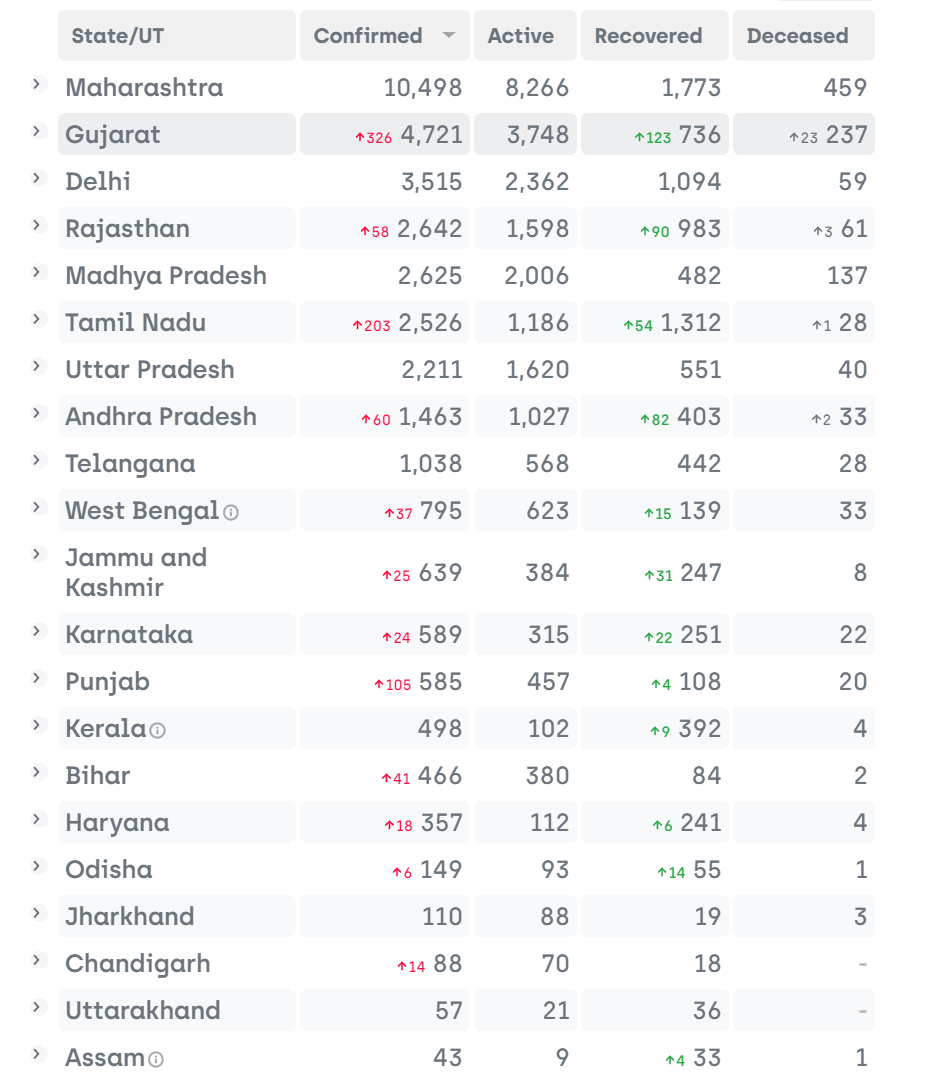 State/UT Confirmed Active Recovered Deceased
Maharashtra 10,498 8,266 1,773 459
Gujarat ↑326 4,721 3,748 ↑123 736 ↑23 237
Delhi 3,515 2,362 1,094 59
Rajasthan ↑58 2,642 1,598 ↑90 983 ↑3 61
Madhya Pradesh 2,625 2,006 482 137
Tamil Nadu ↑203 2,526 1,186 ↑54 1,312 ↑1 28
Uttar Pradesh 2,211 1,620 551 40
Andhra Pradesh ↑60 1,463 1,027 ↑82 403 ↑2 33
Telangana 1,038 568 442 28
West Bengal ↑37 795 623 ↑15 139 33
Jammu and
Kashmir ↑25 639 384 ↑31 247 8
Karnataka ↑24 589 315 ↑22 251 22
Punjab ↑105 585 457 ↑4 108 20
Kerala 498 102 ↑9 392 4
Bihar ↑41 466 380 84 2
Haryana ↑18 357 112 ↑6 241 4
Odisha ↑6 149 93 ↑14 55 1
Jharkhand 110 88 19 3
Chandigarh ↑14 88 70 18 -
Uttarakhand 57 21 36 -
Assam 43 9 ↑4 33 1